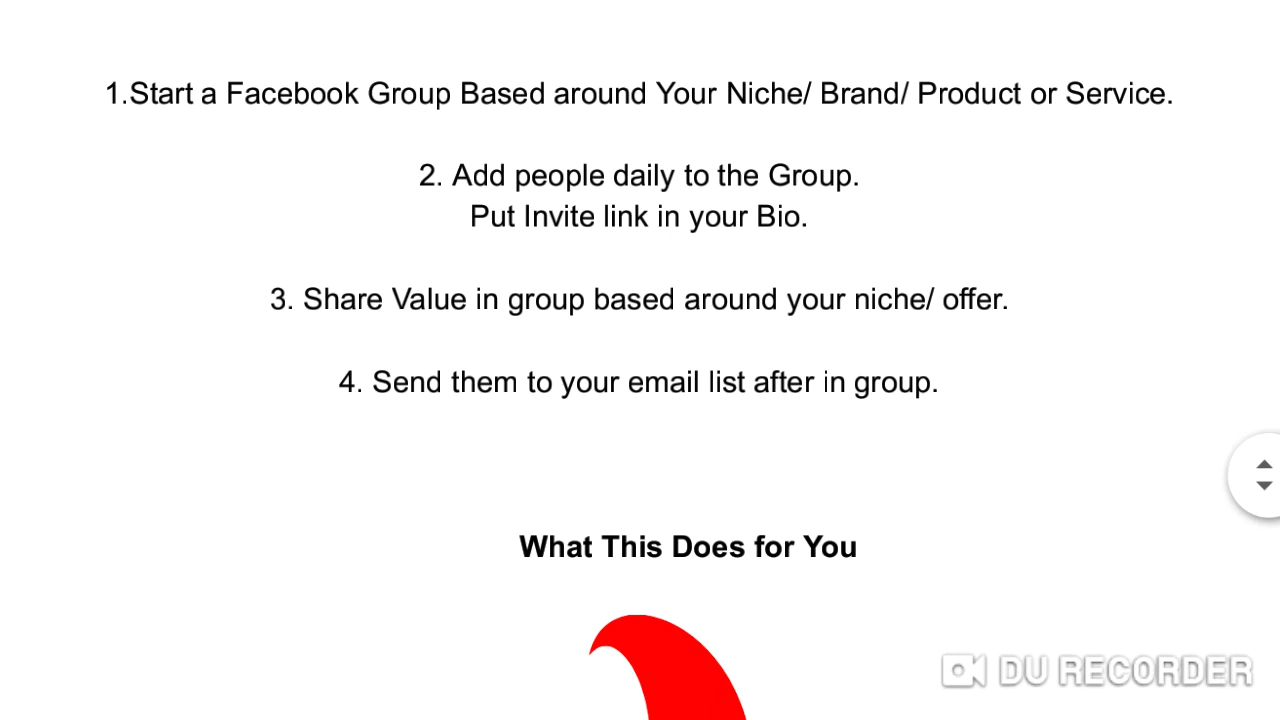 1.Start a Facebook Group Based around Your Niche/ Brand/ Product or Service.
2. Add people daily to the Group.
Put Invite link in your Bio.
3. Share Value in group based around your niche/ offer.
4. Send them to your email list after in group.
What This Does for You
DU RECORDER